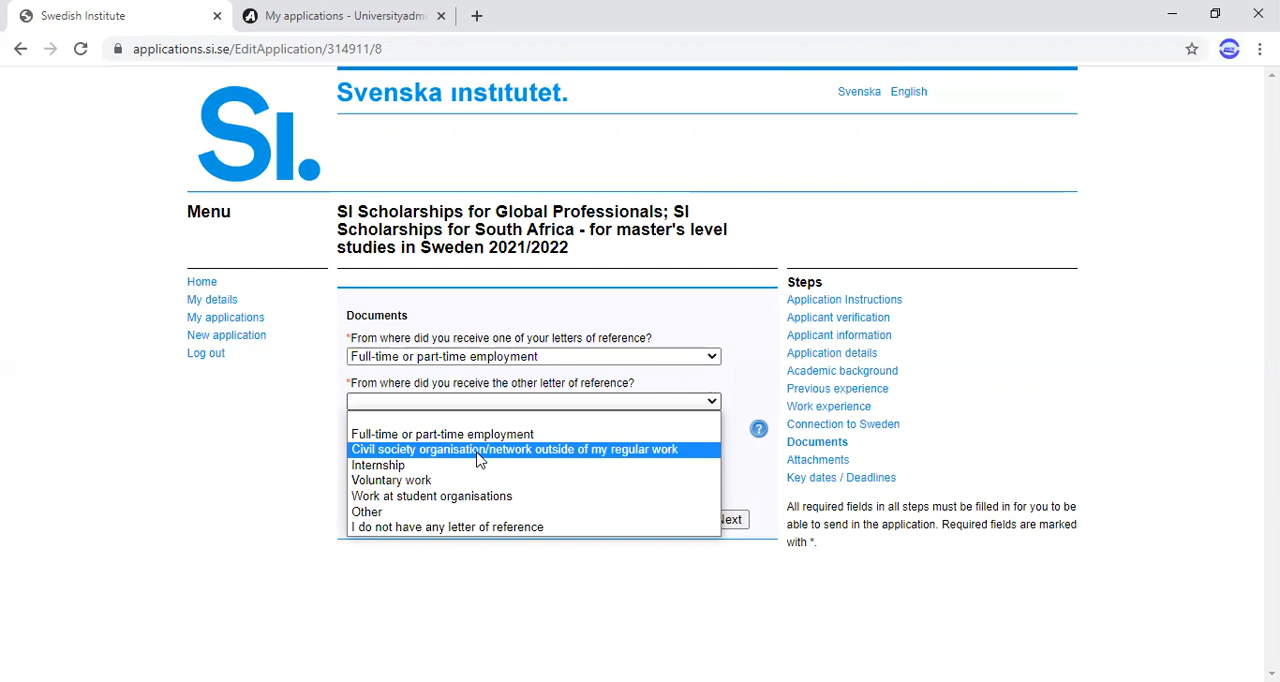 Swedish Institute
My applications - Universityadm
applications.si.se/EditApplication/314911/8
SI.
Svenska ınstıtutet.
Svenska English
Menu
Home
My details
My applications
New application
Log out
SI Scholarships for Global Professionals; SI
Scholarships for South Africa - for master's level
studies in Sweden 2021/2022
Documents
*From where did you receive one of your letters of reference?
Full-time or part-time employment
*From where did you receive the other letter of reference?
Full-time or part-time employment
Civil society organisation/network outside of my regular work
Internship
Voluntary work
Work at student organisations
Other
I do not have any letter of reference
?
Next
Steps
Application Instructions
Applicant verification
Applicant information
Application details
Academic background
Previous experience
Work experience
Connection to Sweden
Documents
Attachments
Key dates / Deadlines
All required fields in all steps must be filled in for you to be
able to send in the application. Required fields are marked
with *.